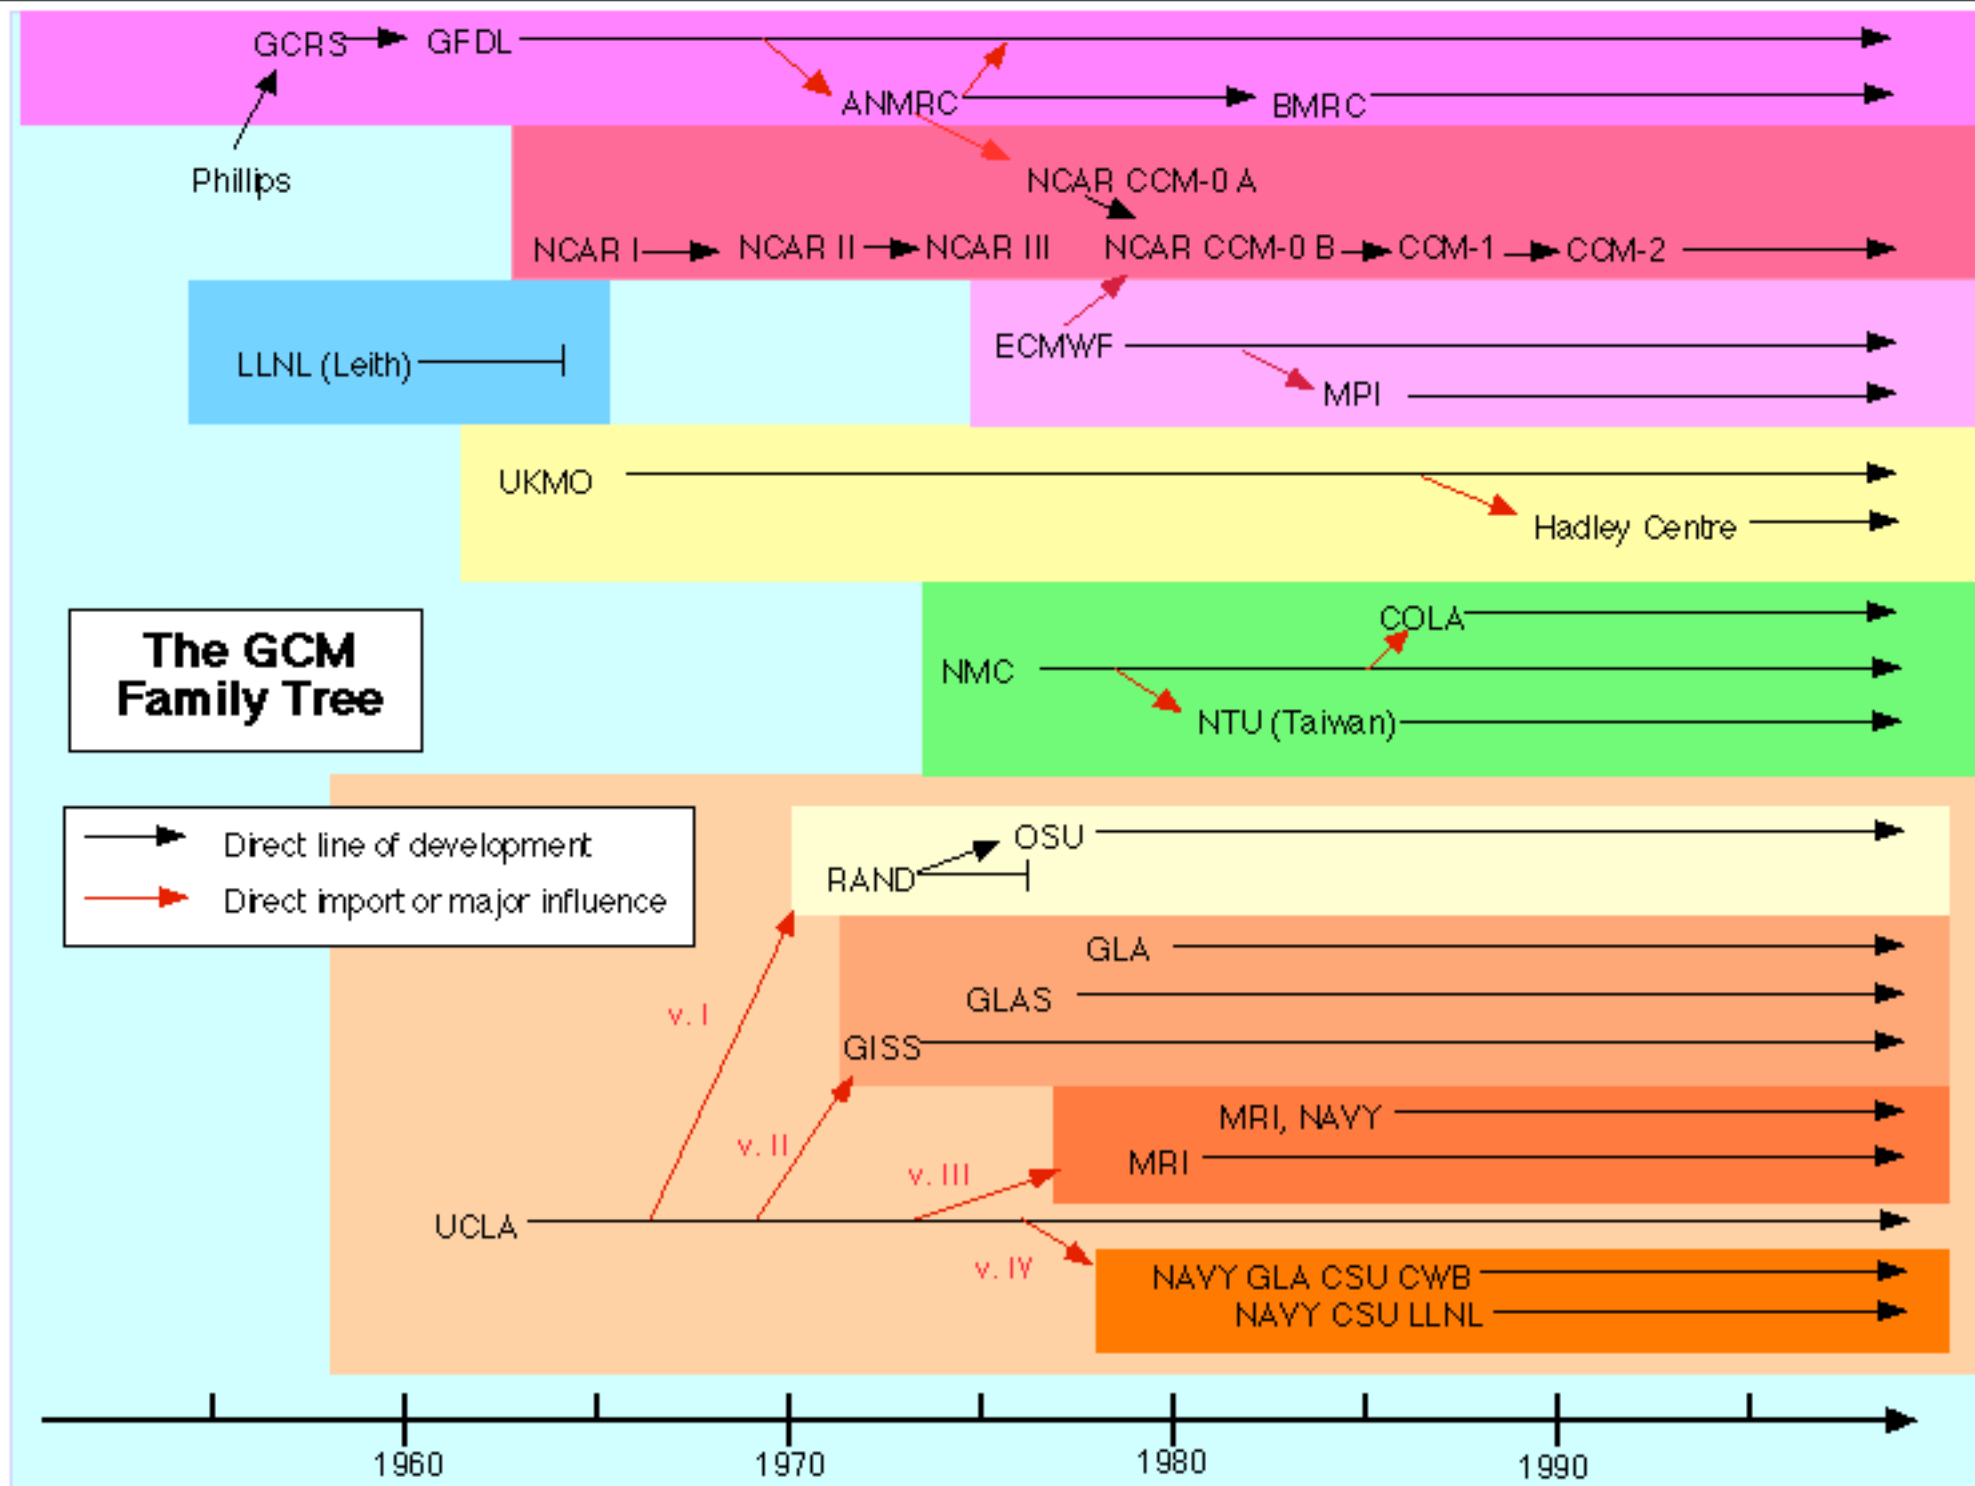 GCRS GFDL
ANMRC BMRC
Phillips NCAR CCM-0 A
NCAR I NCAR II NCAR III NCAR CCM-0 B CCM-1 CCM-2
ECMWF
LLNL (Leith)
MPI
UKMO
Hadley Centre
COLA
The GCM
Family Tree
NMC
NTU (Taiwan)
Direct line of development
Direct import or major influence
OSU
RAND
GLA
GLAS
v. I
GISS
MRI, NAVY
v. II
MRI
v. III
UCLA
v. IV
NAVY GLA CSU CWB
NAVY CSU LLNL
1960 1970 1980 1990